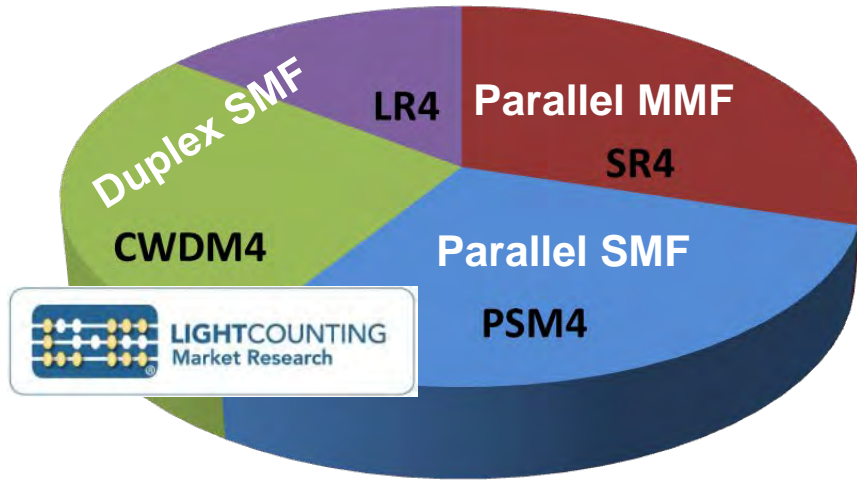 Duplex SMF
LR4
Parallel MMF
SR4
CWDM4
Parallel SMF
PSM4
LIGHTCOUNTING
Market Research
®